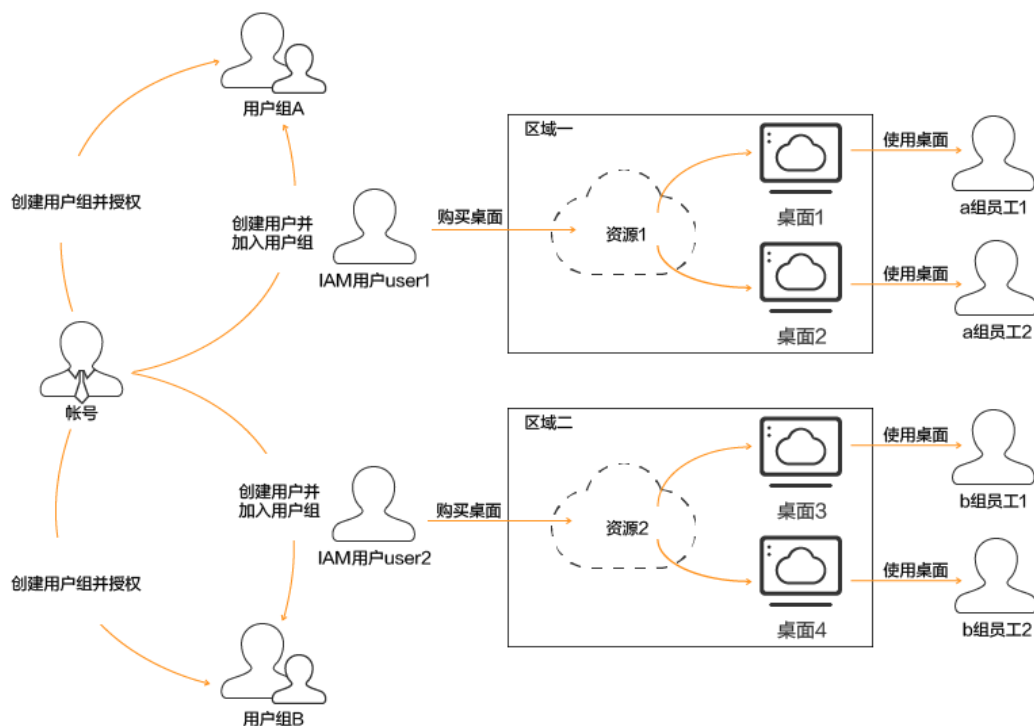 用户组A
创建用户组并授权
创建用户并
加入用户组
IAM用户user1
购买桌面
区域一
资源1
桌面1
桌面2
使用桌面
a组员工1
使用桌面
a组员工2
帐号
创建用户并
加入用户组
IAM用户user2
购买桌面
区域二
资源2
桌面3
桌面4
使用桌面
b组员工1
使用桌面
b组员工2
创建用户组并授权
用户组B